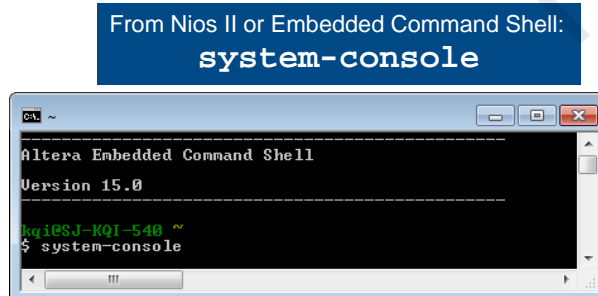 From Nios II or Embedded Command Shell:
system-console
C:\. ~
------------------------------------------------
Altera Embedded Command Shell
Version 15.0
------------------------------------------------
kqi@SJ-KQI-540 ~
$ system-console